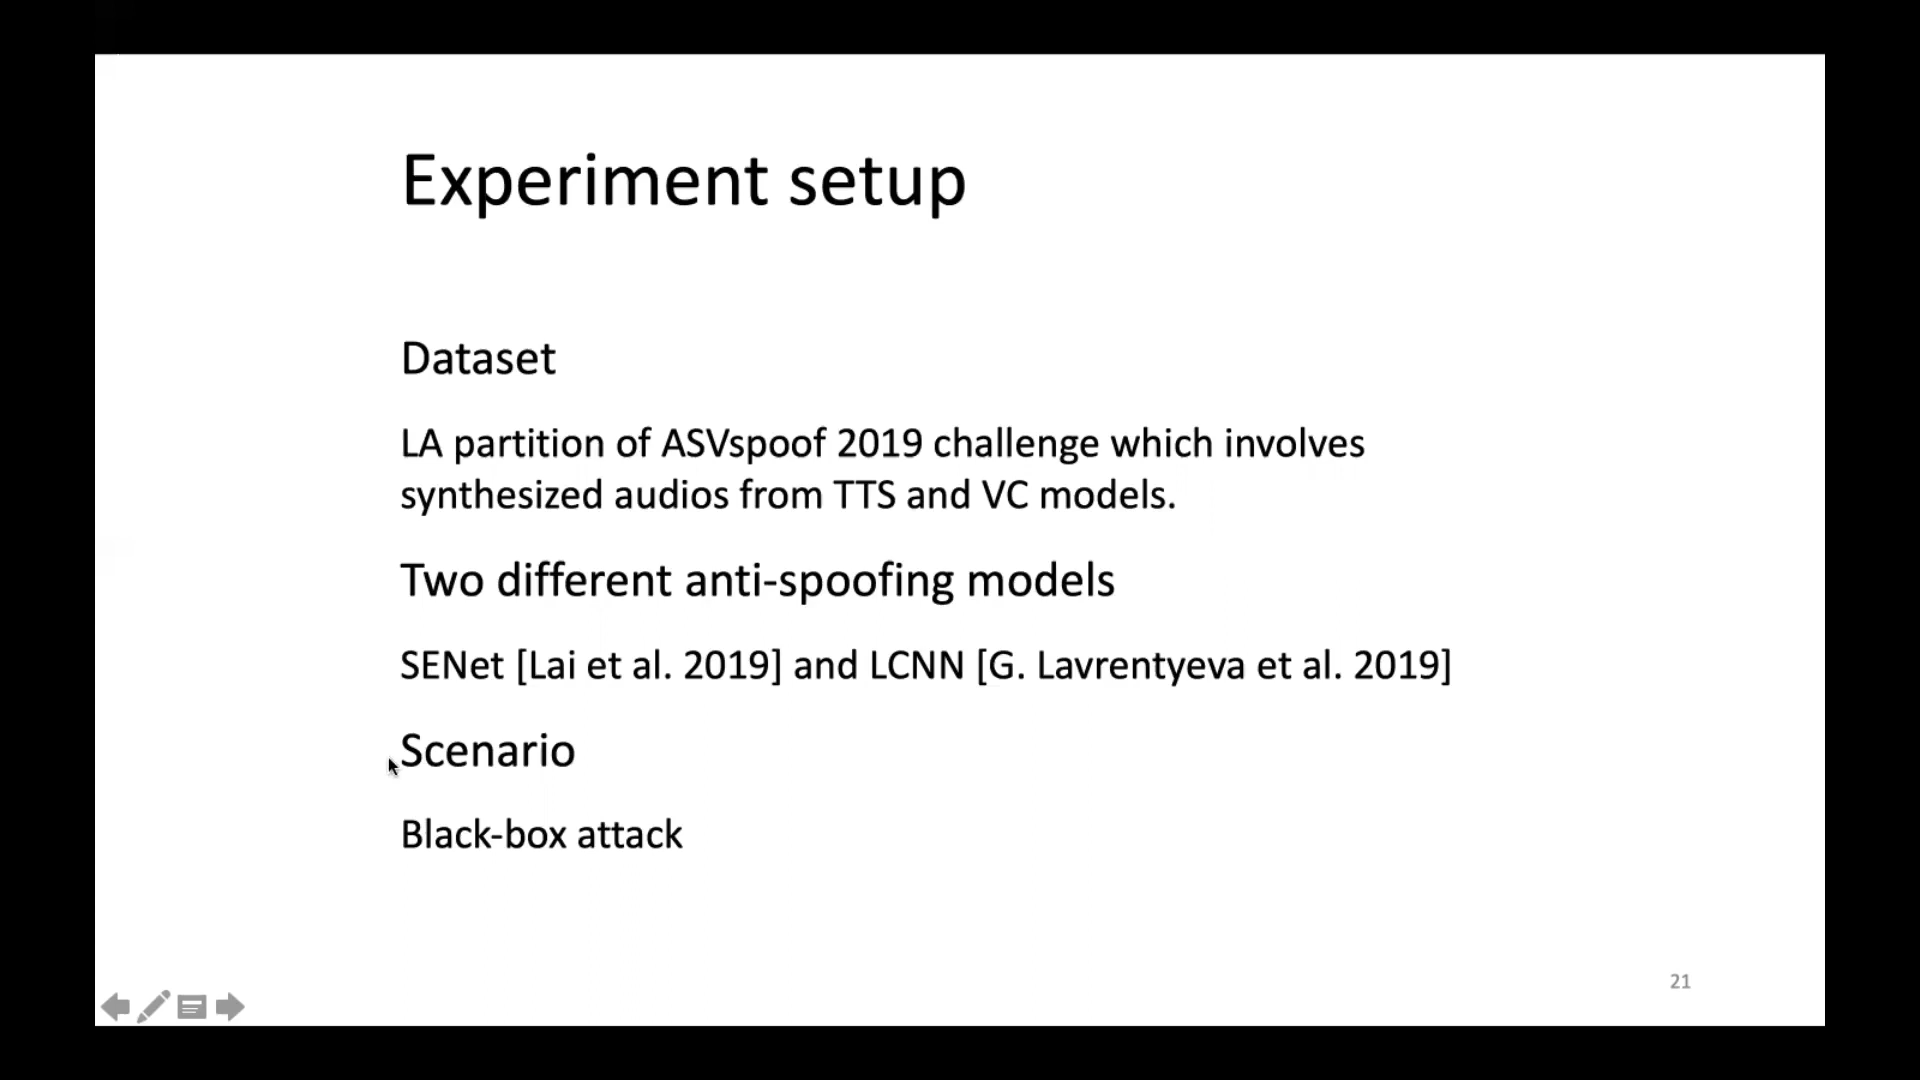 Experiment setup
Dataset
LA partition of ASVspoof 2019 challenge which involves
synthesized audios from TTS and VC models.
Two different anti-spoofing models
SENet [Lai et al. 2019] and LCNN [G. Lavrentyeva et al. 2019]
Scenario
Black-box attack
21